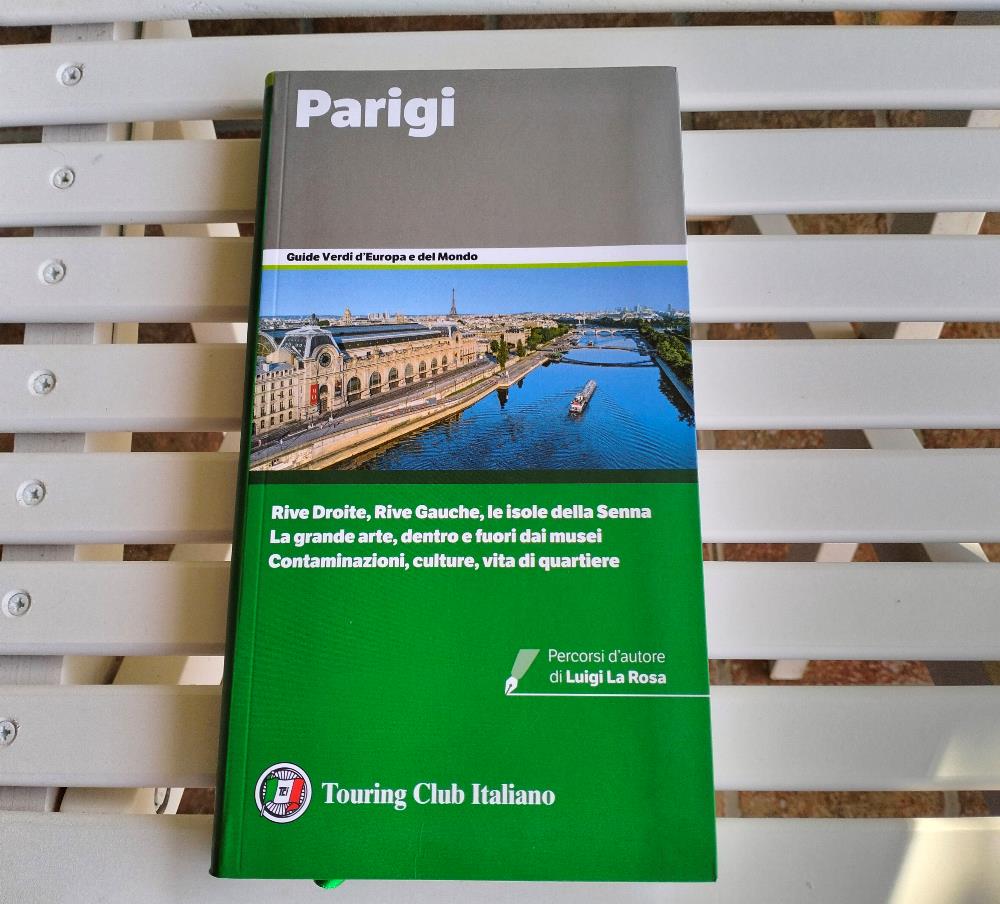 Parigi
Guide Verdi d'Europa e del Mondo
Rive Droite, Rive Gauche, le isole della Senna
La grande arte, dentro e fuori dai musei
Contaminazioni, culture, vita di quartiere
Percorsi d'autore
di Luigi La Rosa
TCI
Touring Club Italiano